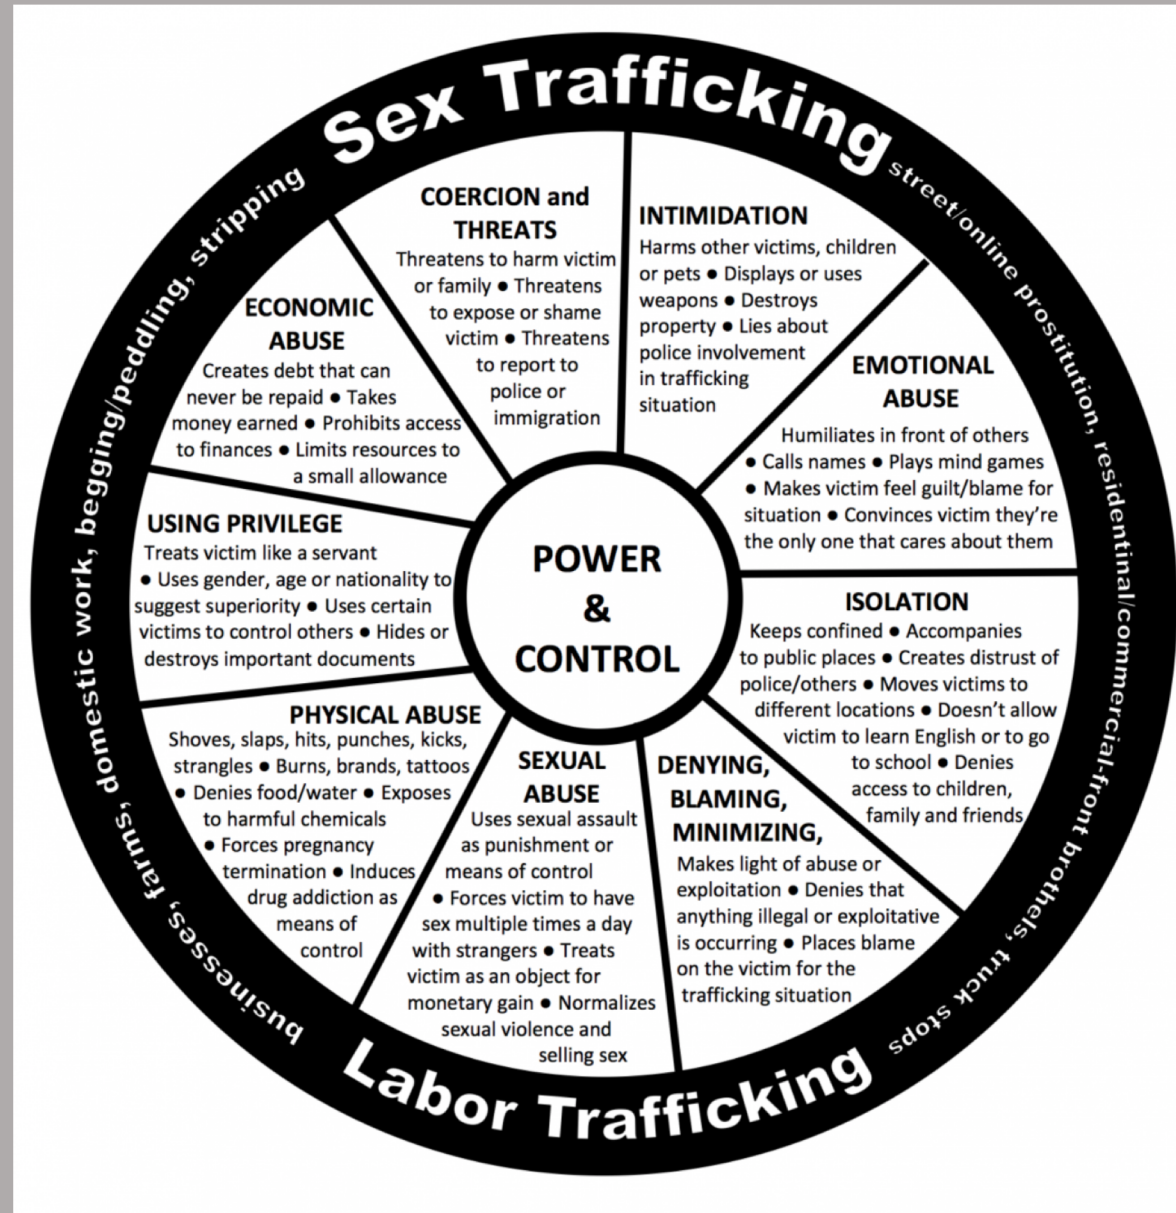 Sex Trafficking
street/online prostitution, residentinal/commercial-front brothels, truck stops
Labor Trafficking
businesses, farms, domestic work, begging/peddling, stripping
COERCION and
THREATS
Threatens to harm victim
or family ● Threatens
to expose or shame
victim ● Threatens
to report to
police or
immigration
INTIMIDATION
Harms other victims, children
or pets ● Displays or uses
weapons ● Destroys
property ● Lies about
police involvement
in trafficking
situation
EMOTIONAL
ABUSE
Humiliates in front of others
● Calls names ● Plays mind games
● Makes victim feel guilt/blame for
situation ● Convinces victim they’re
the only one that cares about them
ISOLATION
Keeps confined ● Accompanies
to public places ● Creates distrust of
police/others ● Moves victims to
different locations ● Doesn’t allow
victim to learn English or to go
to school ● Denies
access to children,
family and friends
DENYING,
BLAMING,
MINIMIZING,
Makes light of abuse or
exploitation ● Denies that
anything illegal or exploitative
is occurring ● Places blame
on the victim for the
trafficking situation
SEXUAL
ABUSE
Uses sexual assault
as punishment or
means of control
● Forces victim to have
sex multiple times a day
with strangers ● Treats
victim as an object for
monetary gain ● Normalizes
sexual violence and
selling sex
PHYSICAL ABUSE
Shoves, slaps, hits, punches, kicks,
strangles ● Burns, brands, tattoos
● Denies food/water ● Exposes
to harmful chemicals
● Forces pregnancy
termination ● Induces
drug addiction as
means of
control
USING PRIVILEGE
Treats victim like a servant
● Uses gender, age or nationality to
suggest superiority ● Uses certain
victims to control others ● Hides or
destroys important documents
ECONOMIC
ABUSE
Creates debt that can
never be repaid ● Takes
money earned ● Prohibits access
to finances ● Limits resources to
a small allowance
POWER
&
CONTROL